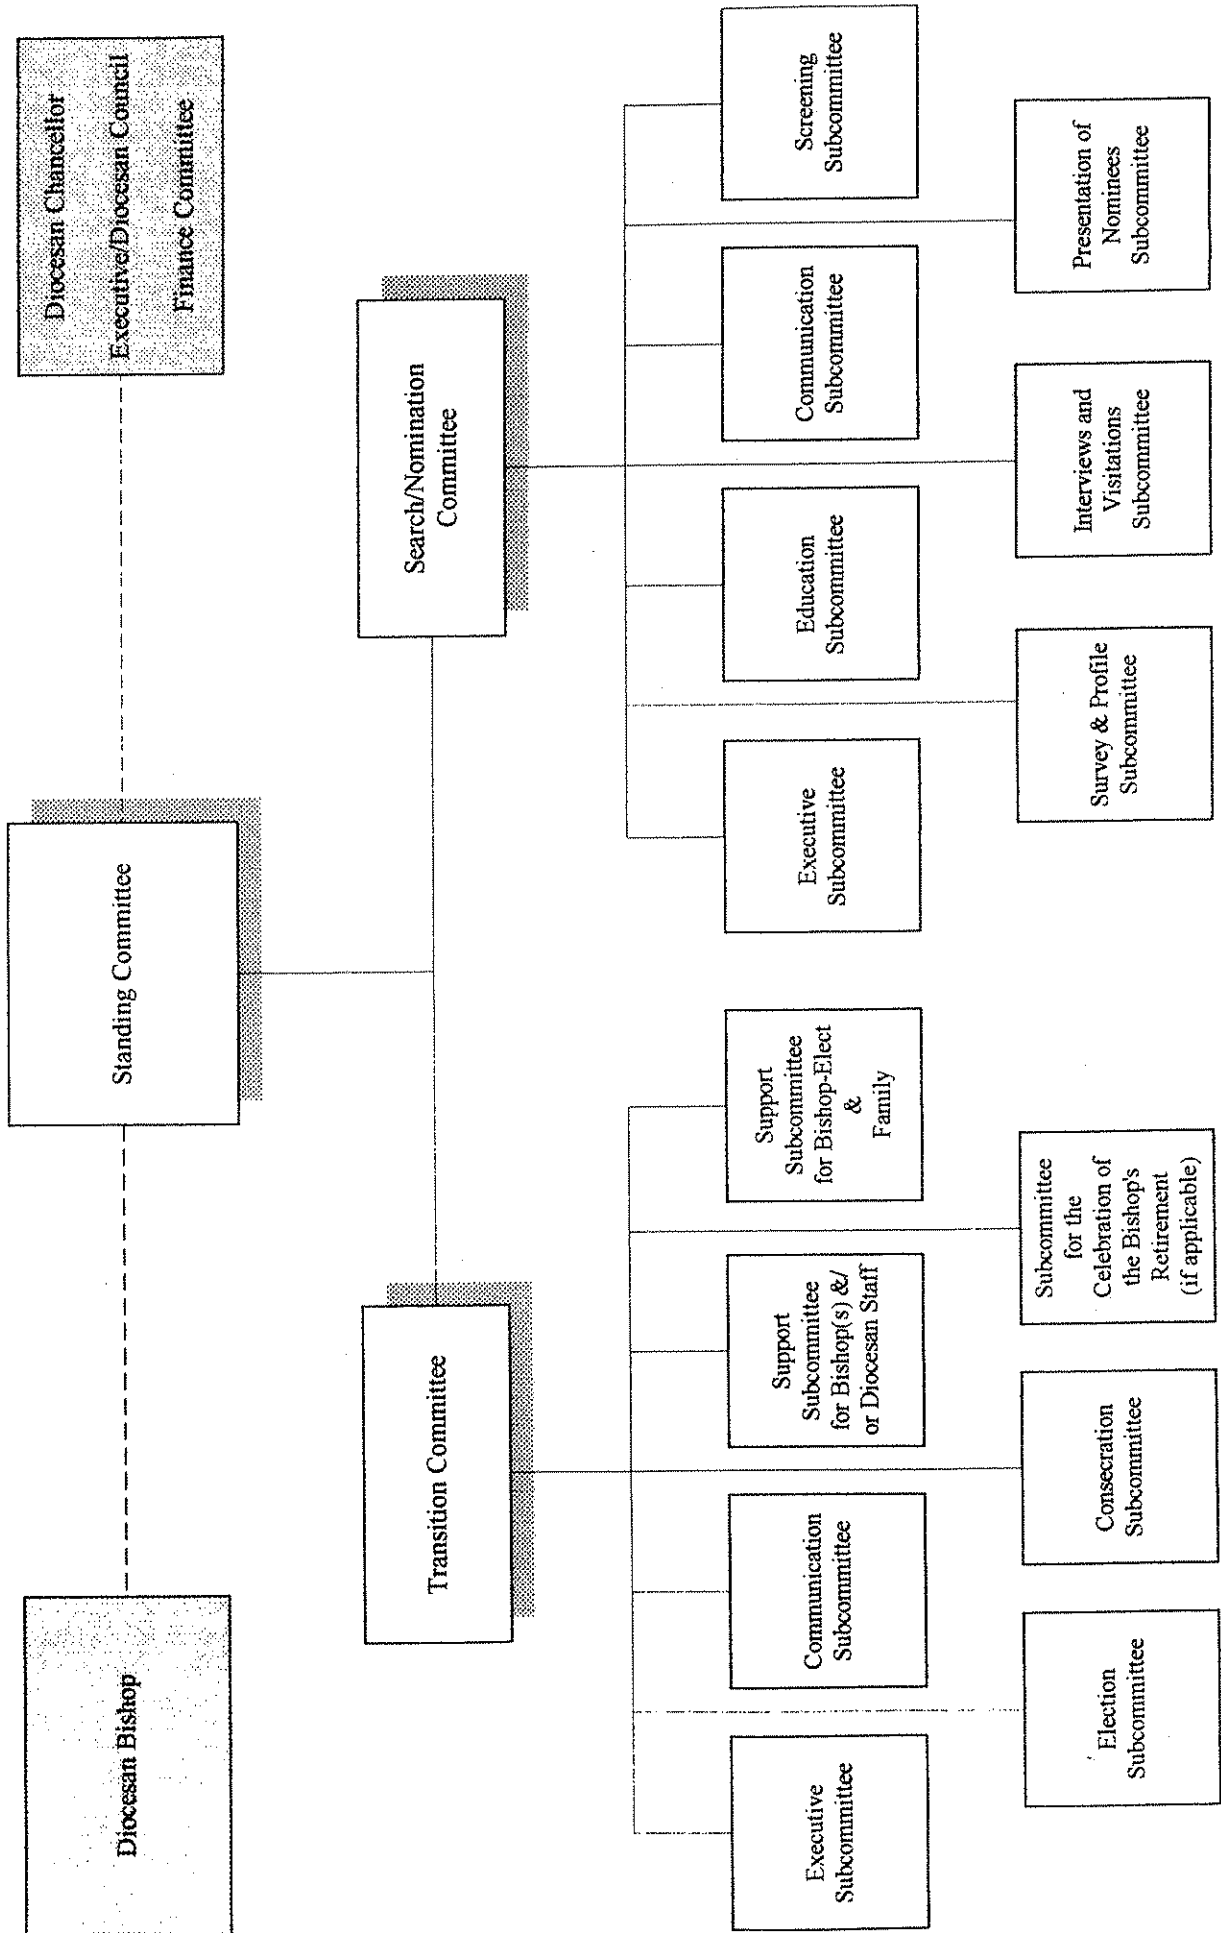 Diocesan Bishop
Standing Committee
Diocesan Chancellor
Executive/Diocesan Council
Finance Committee
Transition Committee
Search/Nomination
Committee
Executive
Subcommittee
Communication
Subcommittee
Support
Subcommittee
for Bishop(s) &/
or Diocesan Staff
Support
Subcommittee
for Bishop-Elect
&
Family
Executive
Subcommittee
Education
Subcommittee
Communication
Subcommittee
Screening
Subcommittee
Election
Subcommittee
Consecration
Subcommittee
Subcommittee
for the
Celebration of
the Bishop's
Retirement
(if applicable)
Survey & Profile
Subcommittee
Interviews and
Visitations
Subcommittee
Presentation of
Nominees
Subcommittee